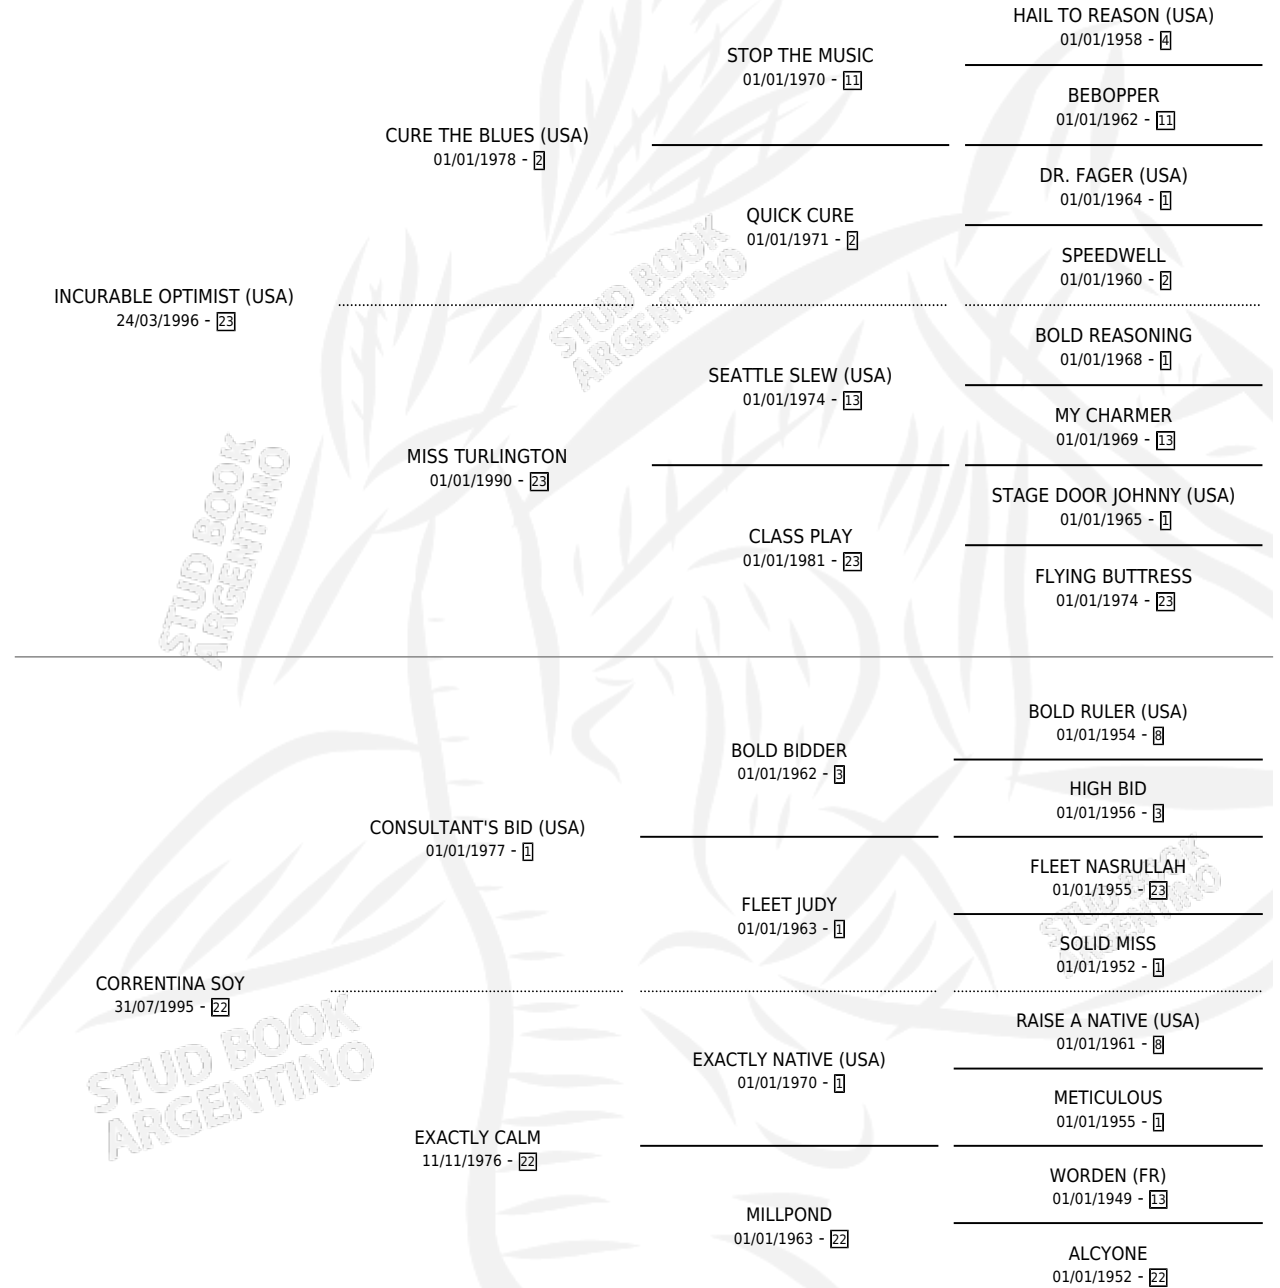 HAIL TO REASON (USA)
01/01/1958 - 4
STOP THE MUSIC
01/01/1970 - 11
BEBOPPER
01/01/1962 - 11
CURE THE BLUES (USA)
01/01/1978 - 2
DR. FAGER (USA)
01/01/1964 - 1
QUICK CURE
01/01/1971 - 2
SPEEDWELL
01/01/1960 - 2
INCURABLE OPTIMIST (USA)
24/03/1996 - 23
BOLD REASONING
01/01/1968 - 1
SEATTLE SLEW (USA)
01/01/1974 - 13
MY CHARMER
01/01/1969 - 13
MISS TURLINGTON
01/01/1990 - 23
STAGE DOOR JOHNNY (USA)
01/01/1965 - 1
CLASS PLAY
01/01/1981 - 23
FLYING BUTTRESS
01/01/1974 - 23
BOLD RULER (USA)
01/01/1954 - 8
BOLD BIDDER
01/01/1962 - 3
HIGH BID
01/01/1956 - 3
CONSULTANT'S BID (USA)
01/01/1977 - 1
FLEET NASRULLAH
01/01/1955 - 23
FLEET JUDY
01/01/1963 - 1
SOLID MISS
01/01/1952 - 1
CORRENTINA SOY
31/07/1995 - 22
RAISE A NATIVE (USA)
01/01/1961 - 8
EXACTLY NATIVE (USA)
01/01/1970 - 1
METICULOUS
01/01/1955 - 1
EXACTLY CALM
11/11/1976 - 22
WORDEN (FR)
01/01/1949 - 13
MILLPOND
01/01/1963 - 22
ALCYONE
01/01/1952 - 22
STUD BOOK
ARGENTINO
STUD BOOK
ARGENTINO
STUD BOOK
ARGENTINO
STUD BOOK
ARGENTINO